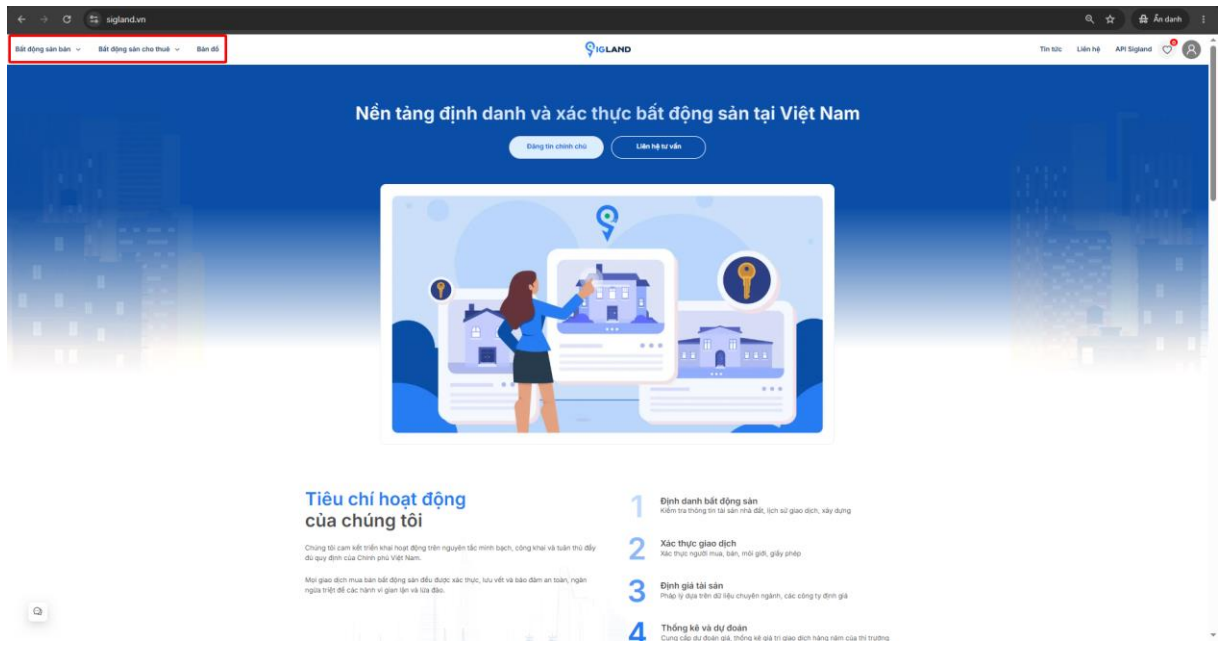 sigland.vn
Ẩn danh
Bất động sản bán
Bất động sản cho thuê
Bản đồ
SIGLAND
Tin tức
Liên hệ
API Sigland
Nền tảng định danh và xác thực bất động sản tại Việt Nam
Đăng tin chính chủ
Liên hệ tư vấn
Tiêu chí hoạt động
của chúng tôi
Chúng tôi cam kết triển khai hoạt động trên nguyên tắc minh bạch, công khai và tuân thủ đầy
đủ quy định của Chính phủ Việt Nam.
Mọi giao dịch mua bán bất động sản đều được xác thực, lưu vết và bảo đảm an toàn, ngăn
ngừa triệt để các hành vi gian lận và lừa đảo.
1
Định danh bất động sản
Kiểm tra thông tin tài sản nhà đất, lịch sử giao dịch, xây dựng
2
Xác thực giao dịch
Xác thực người mua, bán, môi giới, giấy phép
3
Định giá tài sản
Pháp lý dựa trên dữ liệu chuyên ngành, các công ty định giá
4
Thống kê và dự đoán
Cung cấp dự đoán giá, thống kê giá trị giao dịch hàng năm của thị trường